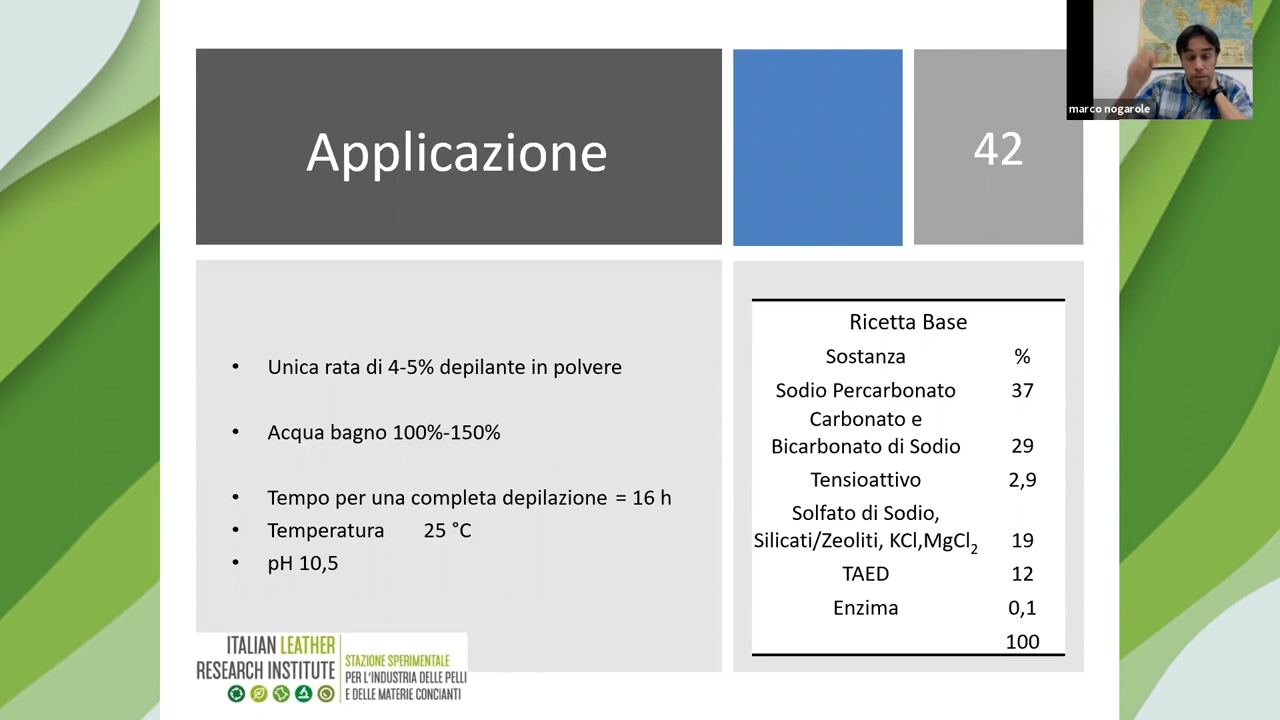 marco nogarole
Applicazione
42
• Unica rata di 4-5% depilante in polvere
• Acqua bagno 100%-150%
• Tempo per una completa depilazione = 16 h
• Temperatura 25 °C
• pH 10,5
Ricetta Base
Sostanza %
Sodio Percarbonato 37
Carbonato e
Bicarbonato di Sodio 29
Tensioattivo 2,9
Solfato di Sodio,
Silicati/Zeoliti, KCl,MgCl2 19
TAED 12
Enzima 0,1
100
ITALIAN LEATHER
RESEARCH INSTITUTE
STAZIONE SPERIMENTALE
PER L'INDUSTRIA DELLE PELLI
E DELLE MATERIE CONCIANTI